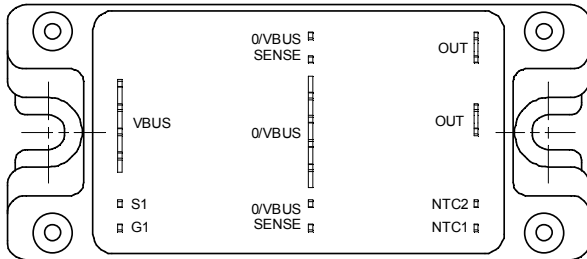 0/VBUS
SENSE
OUT
VBUS
0/VBUS
OUT
S1
G1
0/VBUS
SENSE
NTC2
NTC1